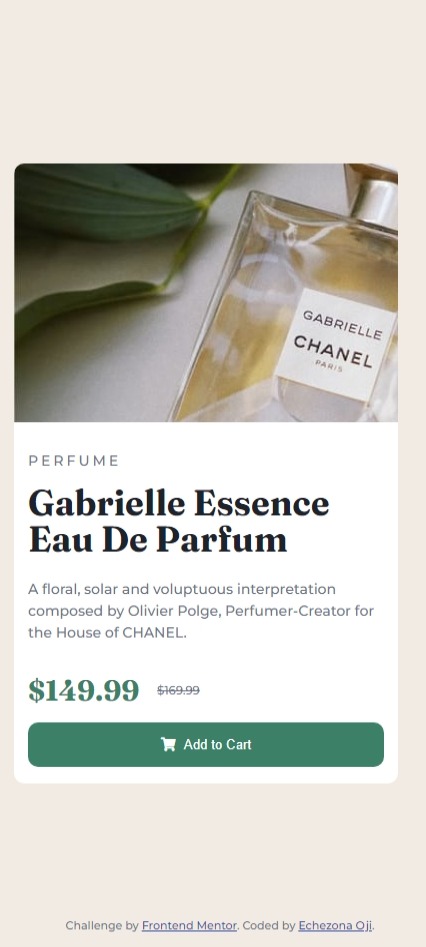 GABRIELLE
CHANEL
PARIS
PERFUME
Gabrielle Essence
Eau De Parfum
A floral, solar and voluptuous interpretation
composed by Olivier Polge, Perfumer-Creator for
the House of CHANEL.
$149.99 $169.99
Add to Cart
Challenge by Frontend Mentor. Coded by Echezona Oji.